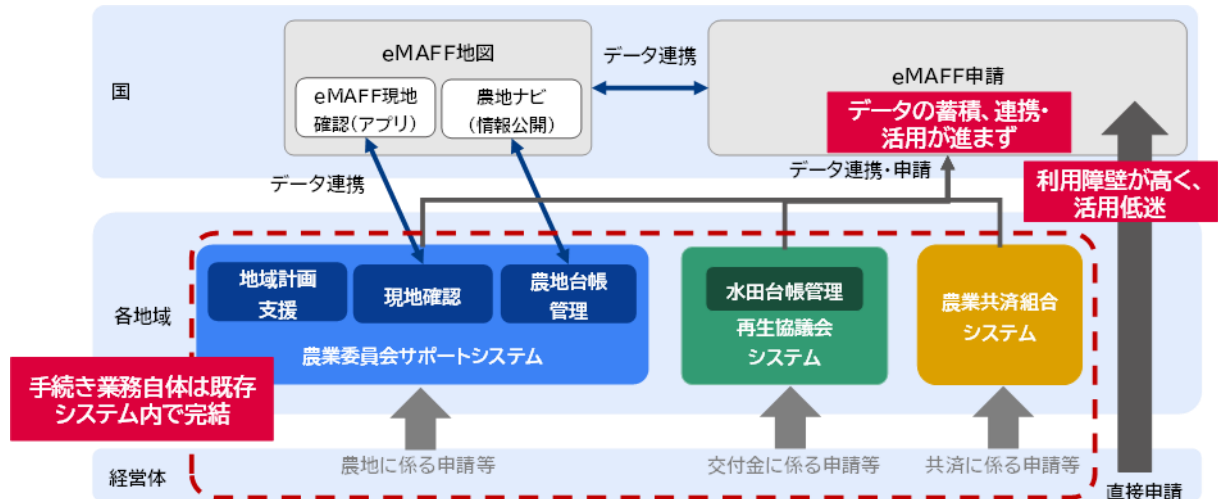 国
eMAFF地図
eMAFF現地
確認(アプリ)
農地ナビ
(情報公開)
データ連携
eMAFF申請
データの蓄積、連携・
活用が進まず
データ連携
データ連携・申請
利用障壁が高く、
活用低迷
各地域
地域計画
支援
現地確認
農地台帳
管理
農業委員会サポートシステム
水田台帳管理
再生協議会
システム
農業共済組合
システム
手続き業務自体は既存
システム内で完結
経営体
農地に係る申請等
交付金に係る申請等
共済に係る申請等
直接申請